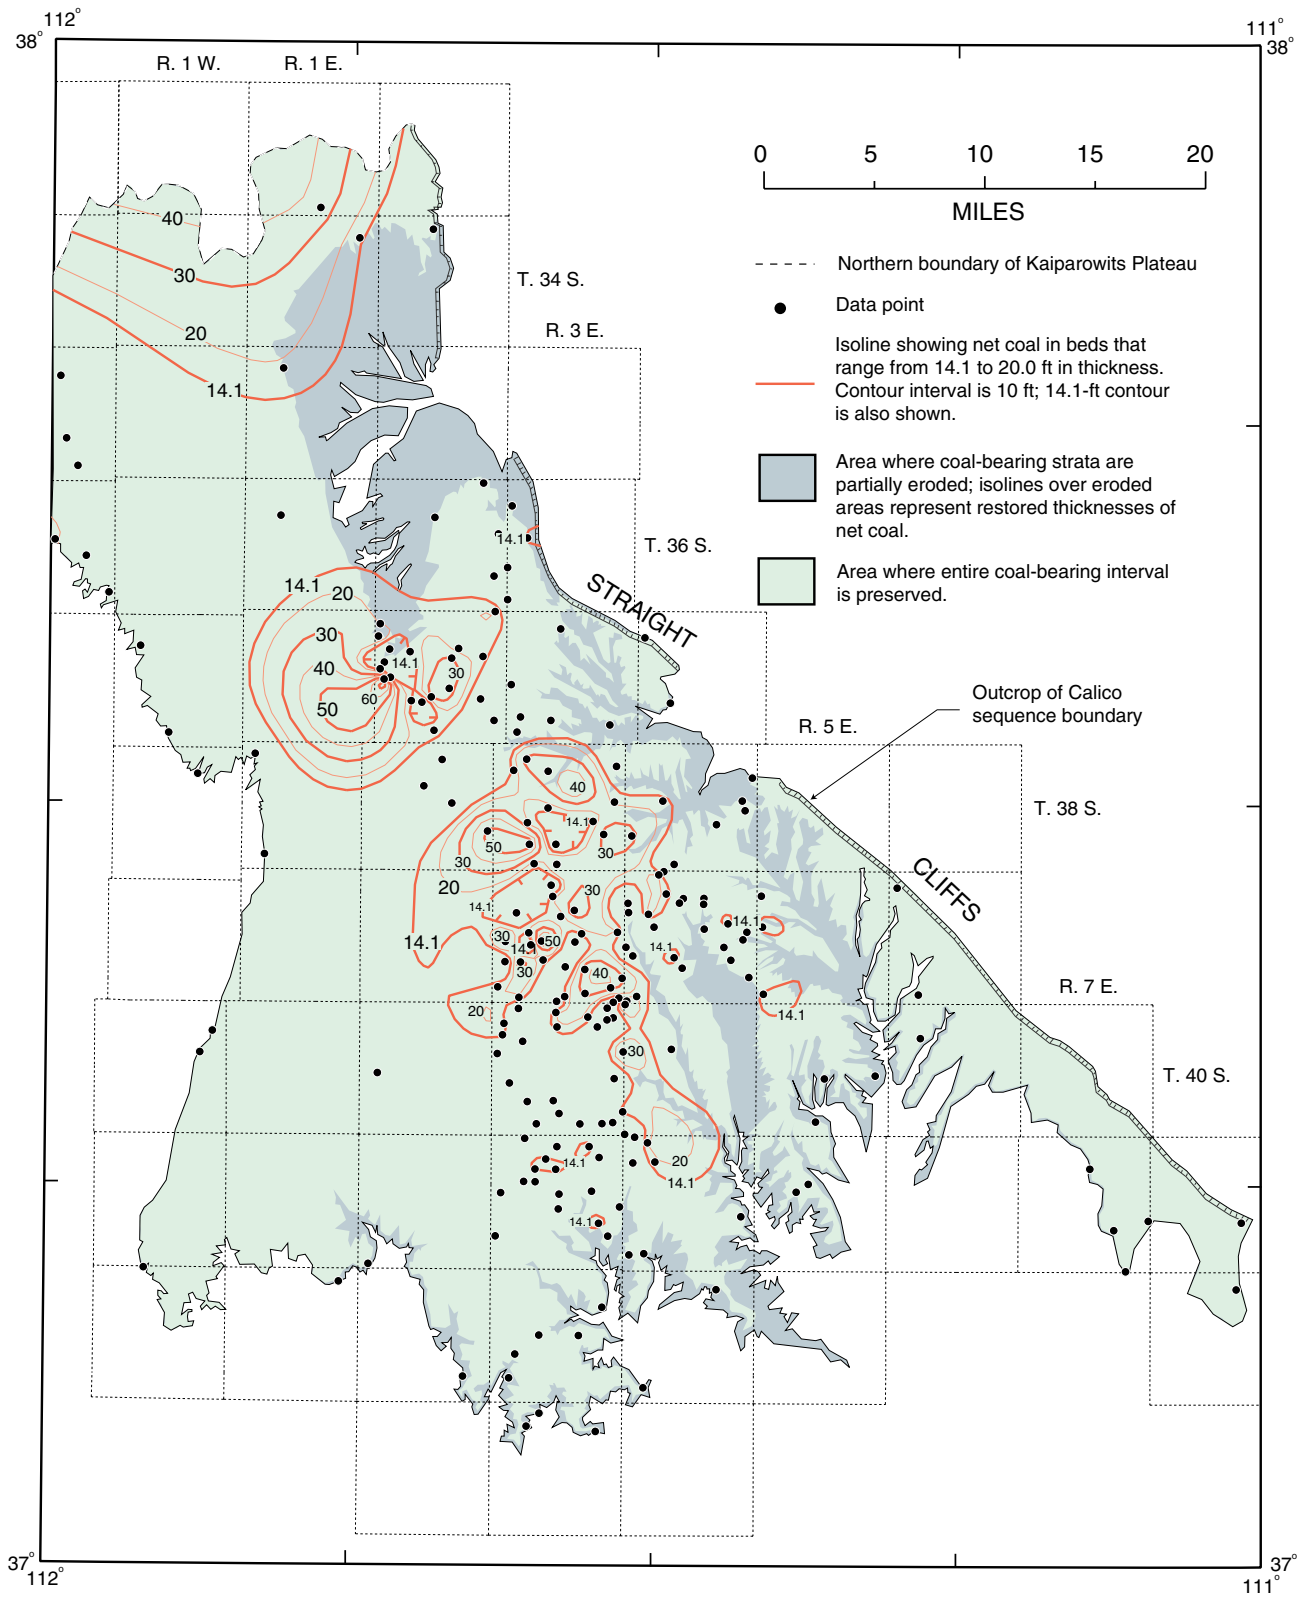 112°
111°
38°
38°
R. 1 W.
R. 1 E.
0 5 10 15 20
MILES
40
Northern boundary of Kaiparowits Plateau
30
T. 34 S.
Data point
20
R. 3 E.
Isoline showing net coal in beds that
range from 14.1 to 20.0 ft in thickness.
Contour interval is 10 ft; 14.1-ft contour
is also shown.
14.1
Area where coal-bearing strata are
partially eroded; isolines over eroded
areas represent restored thicknesses of
net coal.
14.1
T. 36 S.
Area where entire coal-bearing interval
is preserved.
14.1
20
STRAIGHT
30
14.1
40
30
60
50
Outcrop of Calico
sequence boundary
R. 5 E.
40
T. 38 S.
14.1
50
30
30
CLIFFS
20
30
14.1
14.1
30
50
14.1
14.1
14.1
30
40
R. 7 E.
20
14.1
30
T. 40 S.
14.1
20
14.1
14.1
37°
37°
112°
111°